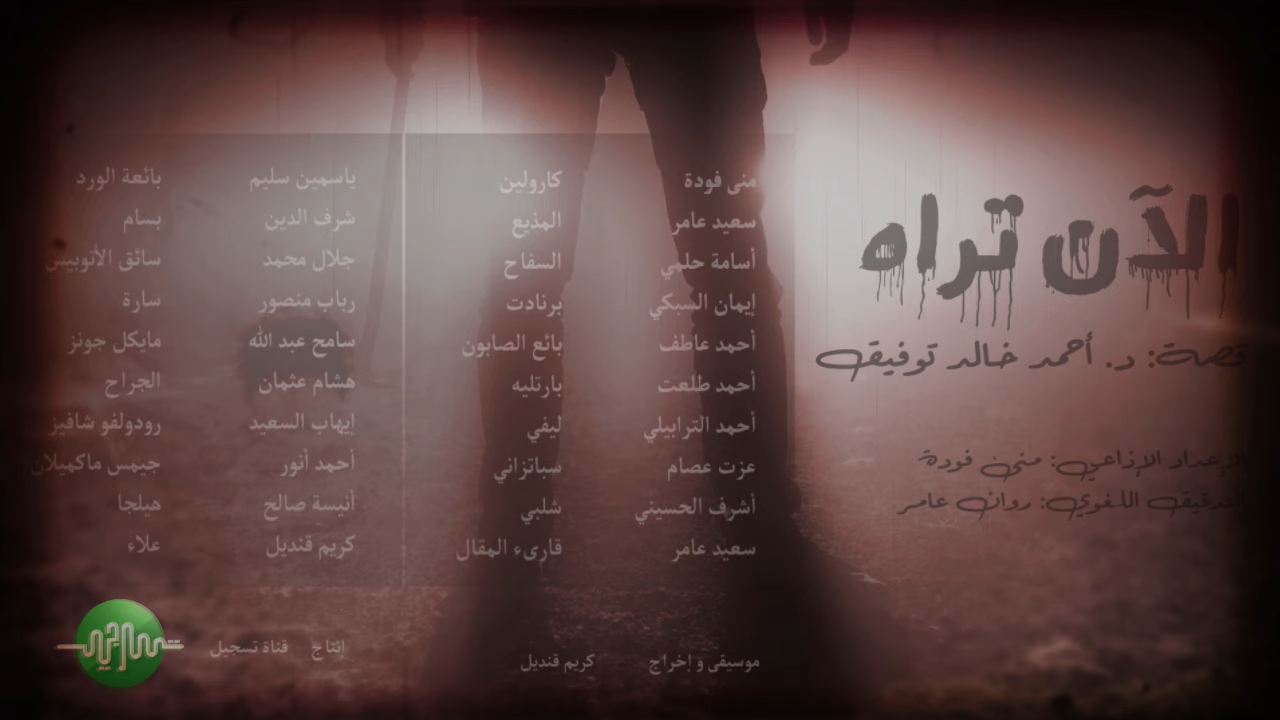 الآن تراه
قصة: د. أحمد خالد توفيق
الإعداد الإذاعي: منى فودة
التدقيق اللغوي: روان عامر
منى فودة كارولين
سعيد عامر المذيع
أسامة حلمي السفاح
إيمان السبكي برنادت
أحمد عاطف بائع الصابون
أحمد طلعت بارتليه
أحمد الترابيلي ليفي
عزت عصام سباتزاني
أشرف الحسيني شلبي
سعيد عامر قارىء المقال
ياسمين سليم بائعة الورد
شرف الدين بسام
جلال محمد سائق الأتوبيس
رباب منصور سارة
سامح عبد الله مايكل جونز
هشام عثمان الجراح
إيهاب السعيد رودولفو شافيز
أحمد أنور جيمس ماكميلان
أنيسة صالح هيلجا
كريم قنديل علاء
موسيقى و إخراج كريم قنديل
إنتاج قناة تسجيل